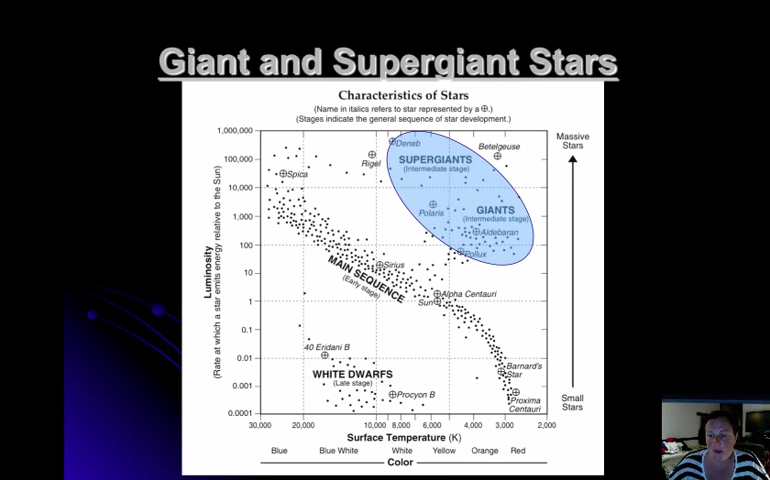 Giant and Supergiant Stars
Characteristics of Stars
(Name in italics refers to star represented by a ⊕.)
(Stages indicate the general sequence of star development.)
Luminosity
(Rate at which a star emits energy relative to the Sun)
1,000,000
100,000
10,000
1,000
100
10
1
0.1
0.01
0.001
0.0001
Deneb
Betelgeuse
Rigel
SUPERGIANTS
(Intermediate stage)
Spica
Polaris
GIANTS
(Intermediate stage)
Aldebaran
Pollux
Sirius
MAIN SEQUENCE
(Early stage)
Alpha Centauri
Sun
40 Eridani B
Barnard's
Star
WHITE DWARFS
(Late stage)
Procyon B
Proxima
Centauri
Massive
Stars
Small
Stars
30,000 20,000 10,000 8,000 6,000 4,000 3,000 2,000
Surface Temperature (K)
Blue Blue White White Yellow Orange Red
Color